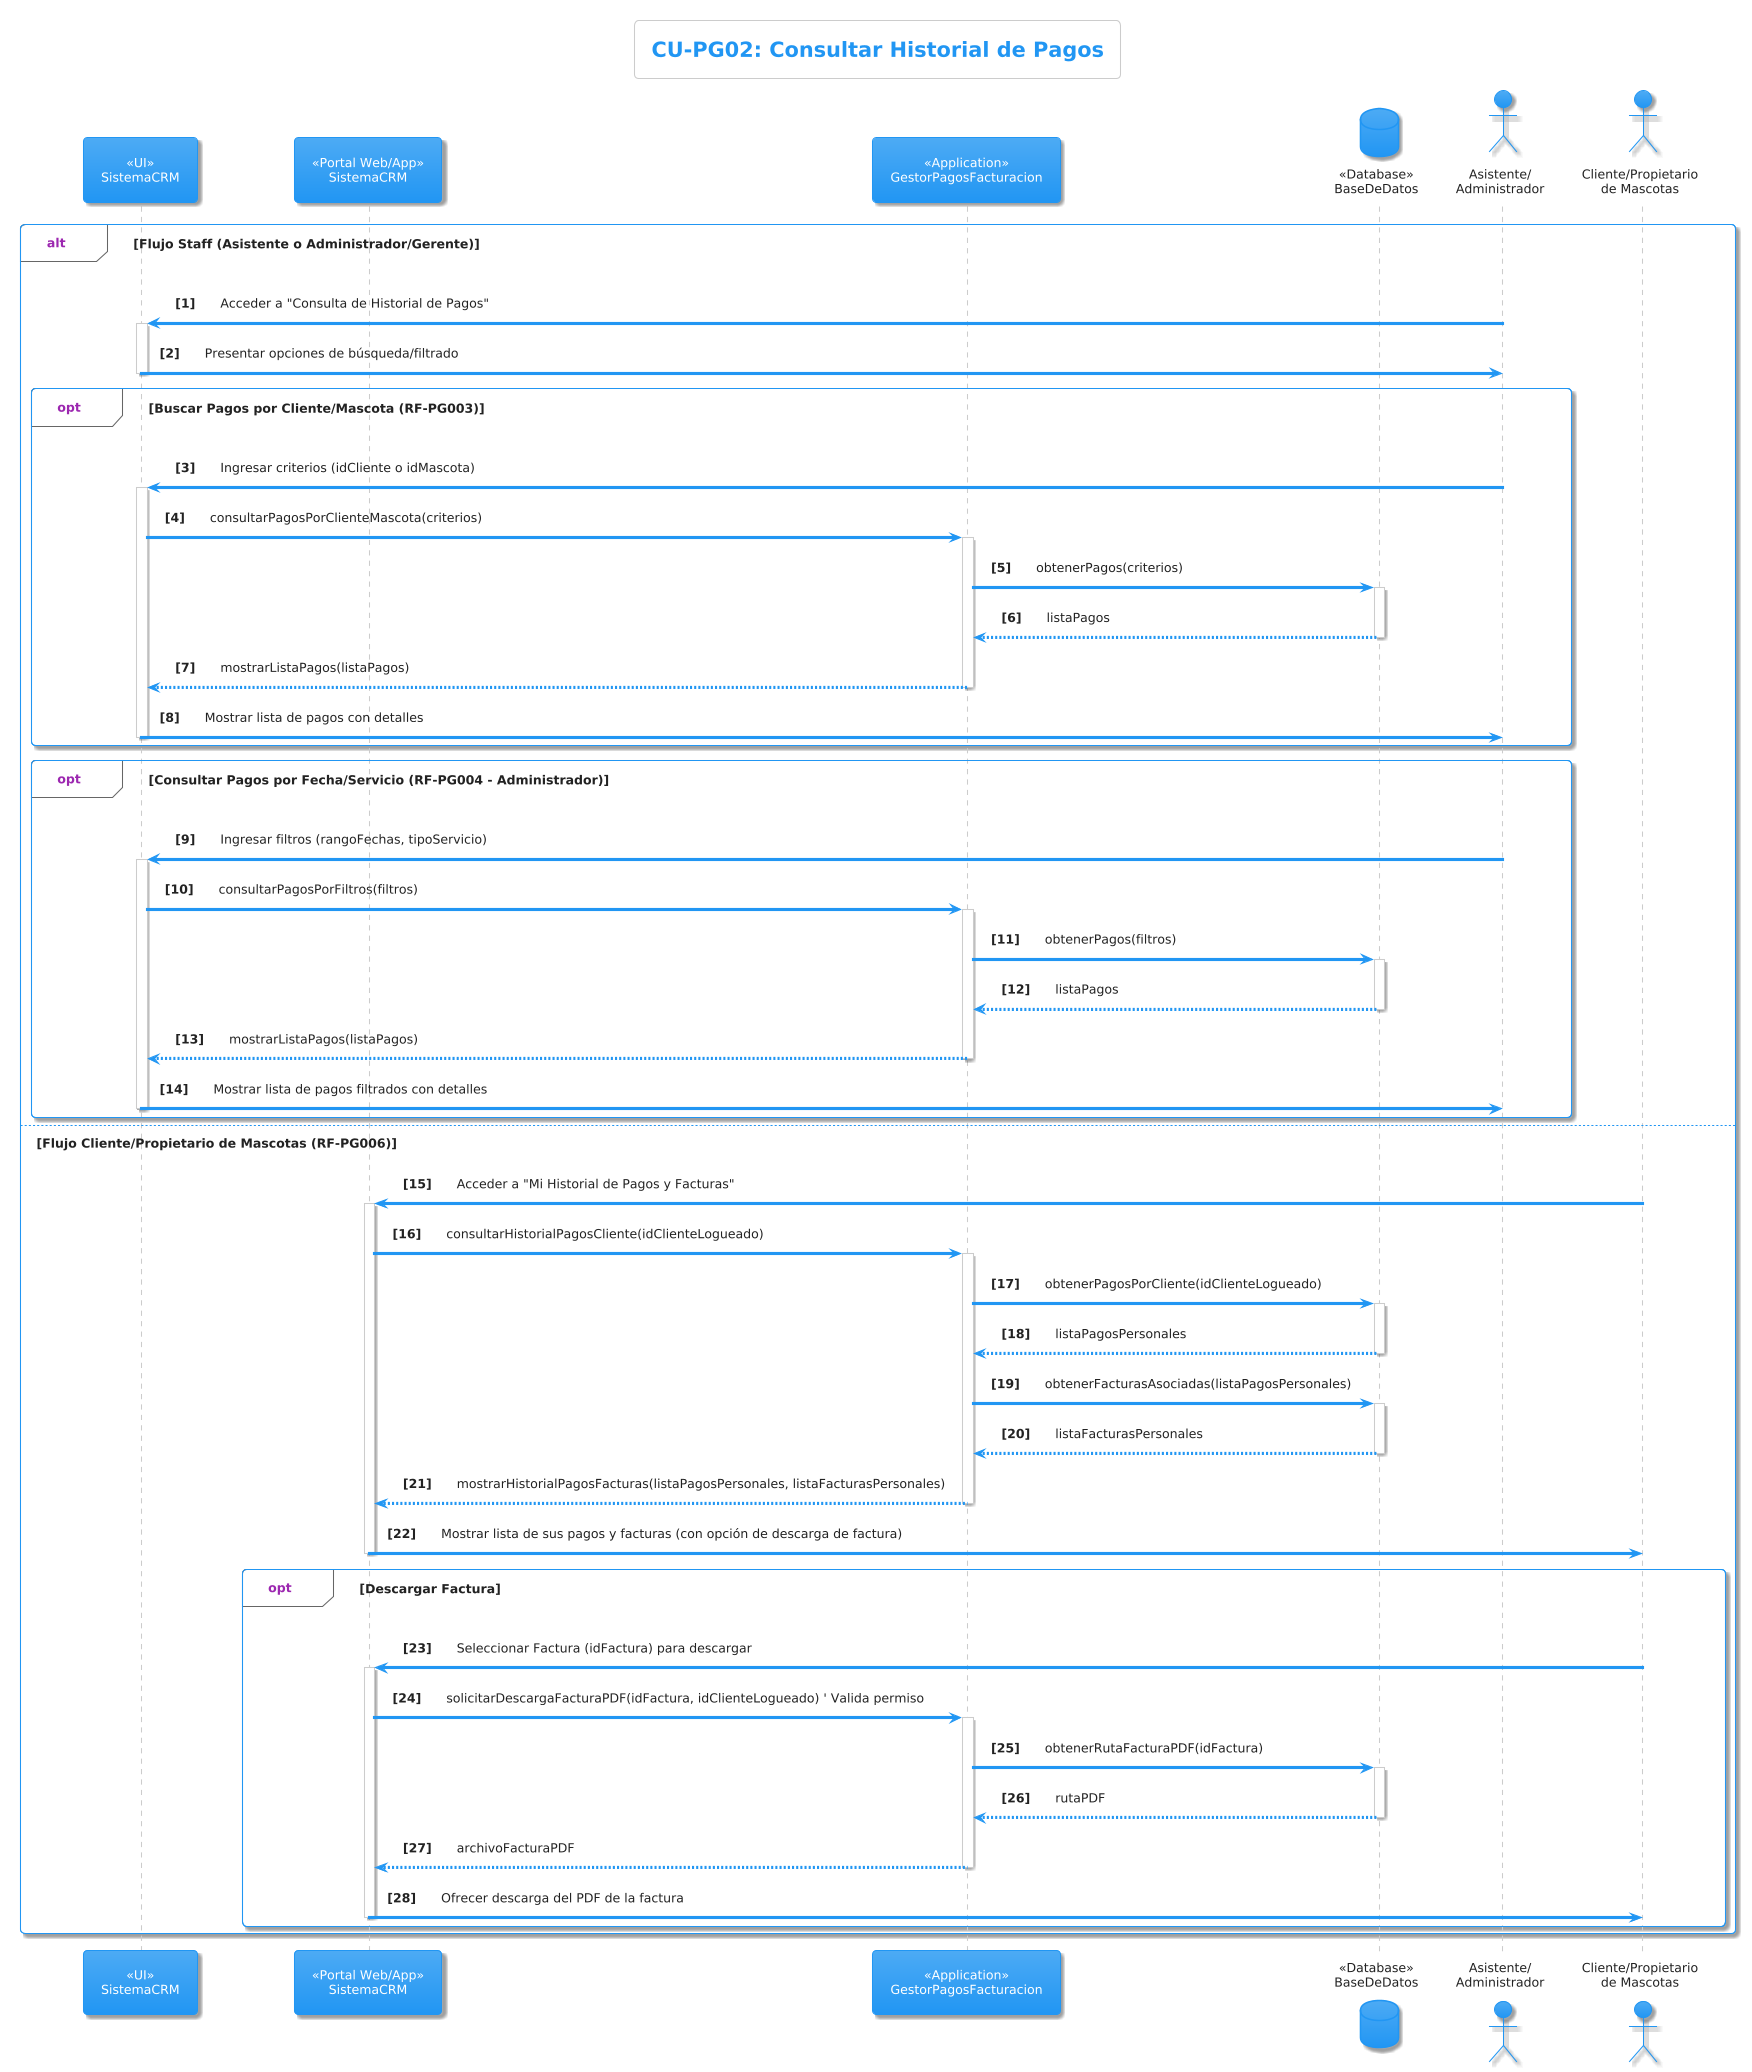 CU-PG02: Consultar Historial de Pagos
«UI»
SistemaCRM
«Portal Web/App»
SistemaCRM
«Application»
GestorPagosFacturacion
«Database»
BaseDeDatos
Asistente/
Administrador
Cliente/Propietario
de Mascotas
alt [Flujo Staff (Asistente o Administrador/Gerente)]
[1] Acceder a "Consulta de Historial de Pagos"
[2] Presentar opciones de búsqueda/filtrado
opt [Buscar Pagos por Cliente/Mascota (RF-PG003)]
[3] Ingresar criterios (idCliente o idMascota)
[4] consultarPagosPorClienteMascota(criterios)
[5] obtenerPagos(criterios)
[6] listaPagos
[7] mostrarListaPagos(listaPagos)
[8] Mostrar lista de pagos con detalles
opt [Consultar Pagos por Fecha/Servicio (RF-PG004 - Administrador)]
[9] Ingresar filtros (rangoFechas, tipoServicio)
[10] consultarPagosPorFiltros(filtros)
[11] obtenerPagos(filtros)
[12] listaPagos
[13] mostrarListaPagos(listaPagos)
[14] Mostrar lista de pagos filtrados con detalles
[Flujo Cliente/Propietario de Mascotas (RF-PG006)]
[15] Acceder a "Mi Historial de Pagos y Facturas"
[16] consultarHistorialPagosCliente(idClienteLogueado)
[17] obtenerPagosPorCliente(idClienteLogueado)
[18] listaPagosPersonales
[19] obtenerFacturasAsociadas(listaPagosPersonales)
[20] listaFacturasPersonales
[21] mostrarHistorialPagosFacturas(listaPagosPersonales, listaFacturasPersonales)
[22] Mostrar lista de sus pagos y facturas (con opción de descarga de factura)
opt [Descargar Factura]
[23] Seleccionar Factura (idFactura) para descargar
[24] solicitarDescargaFacturaPDF(idFactura, idClienteLogueado) ' Valida permiso
[25] obtenerRutaFacturaPDF(idFactura)
[26] rutaPDF
[27] archivoFacturaPDF
[28] Ofrecer descarga del PDF de la factura
«UI»
SistemaCRM
«Portal Web/App»
SistemaCRM
«Application»
GestorPagosFacturacion
«Database»
BaseDeDatos
Asistente/
Administrador
Cliente/Propietario
de Mascotas